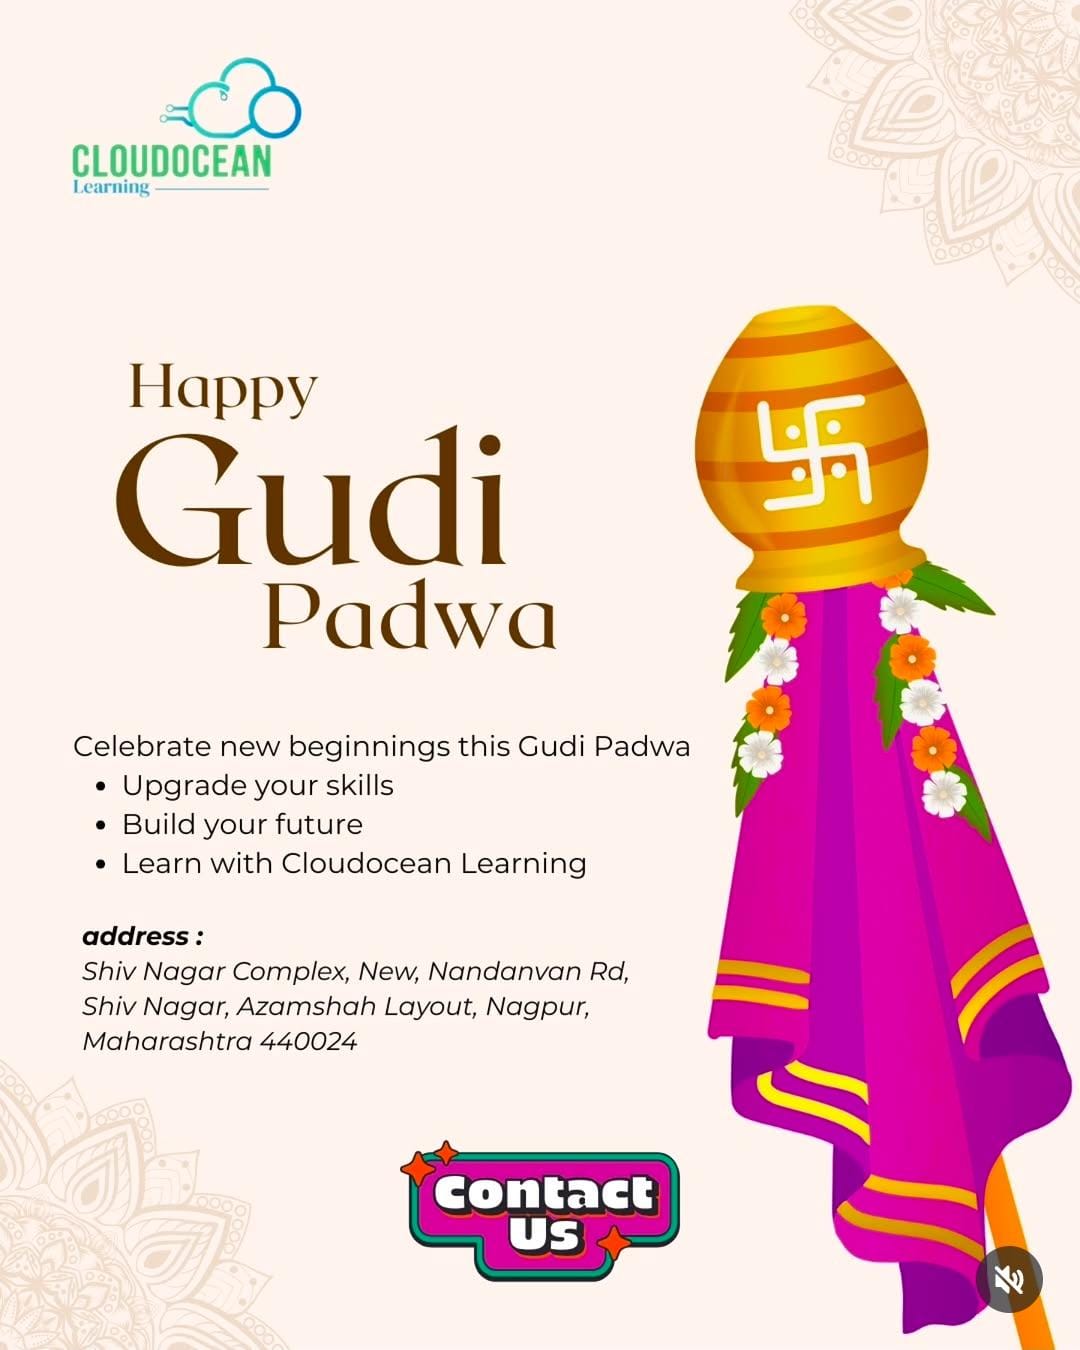 CLOUDOCEAN
Learning
Happy
Gudi
Padwa
Celebrate new beginnings this Gudi Padwa
• Upgrade your skills
• Build your future
• Learn with Cloudocean Learning
address :
Shiv Nagar Complex, New, Nandanvan Rd,
Shiv Nagar, Azamshah Layout, Nagpur,
Maharashtra 440024
Contact
Us